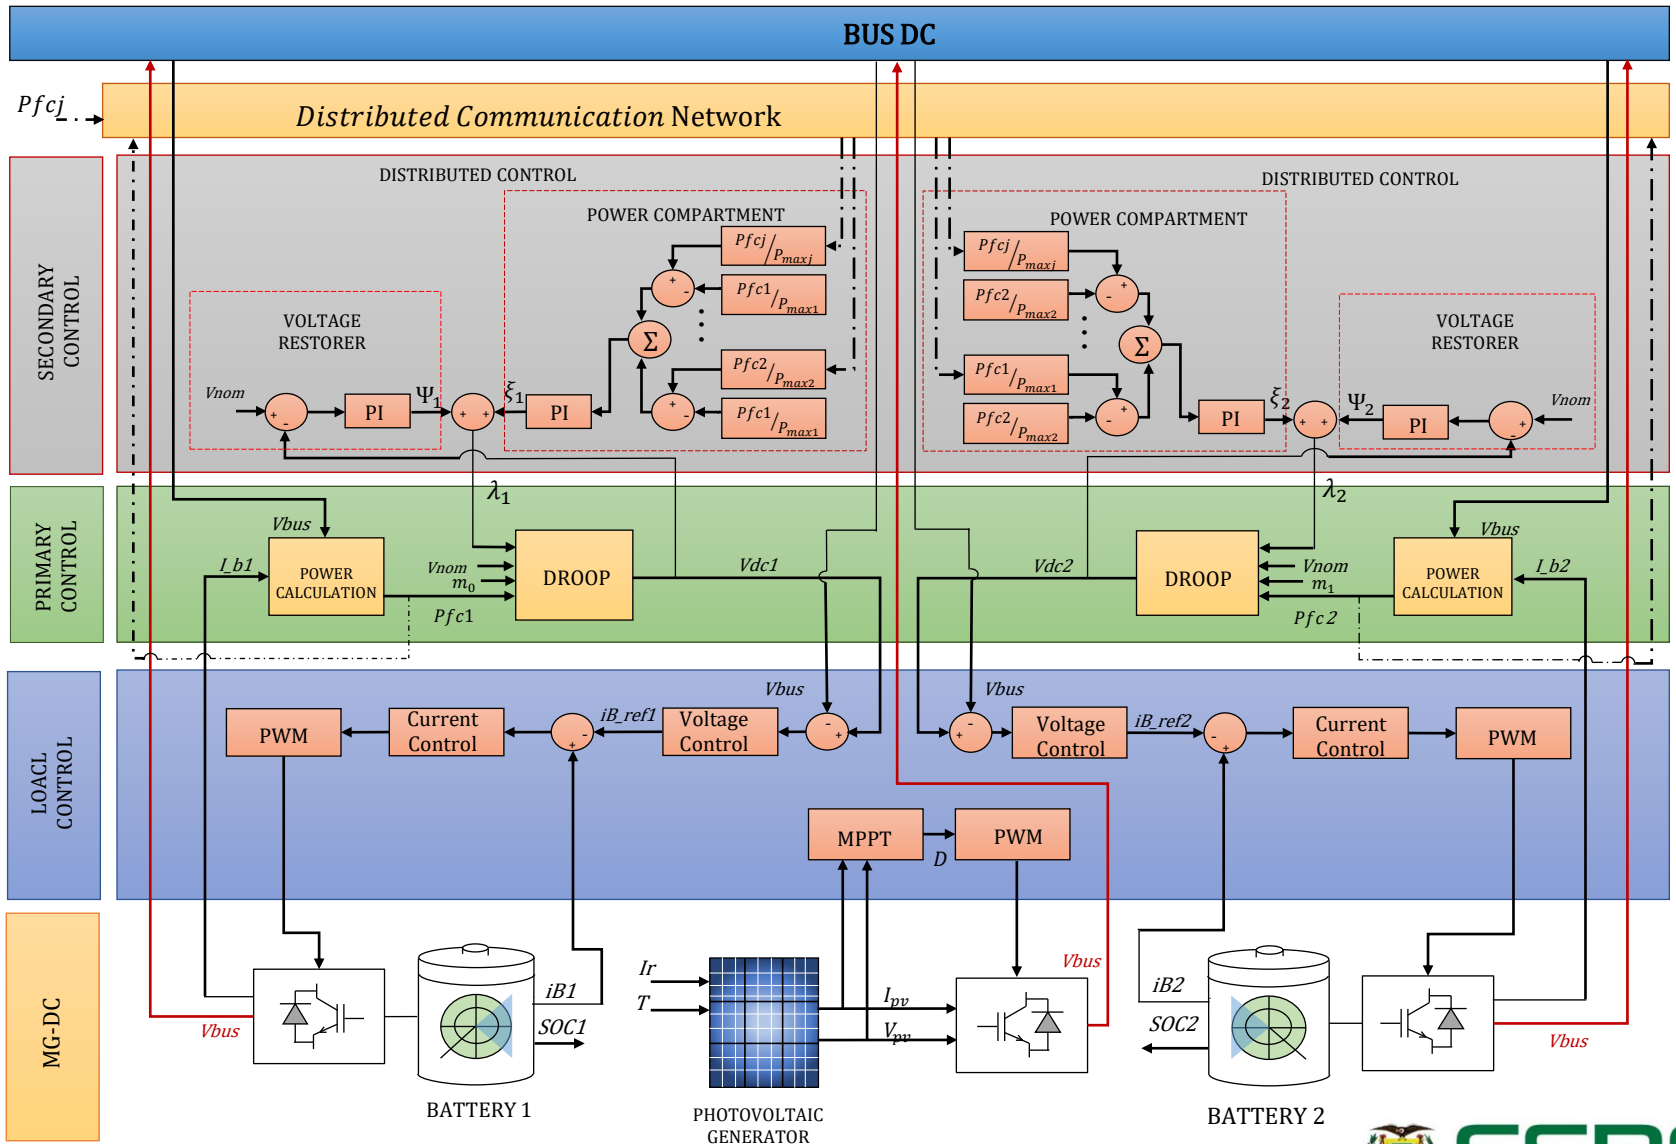 BUS DC
Pfcj
Distributed Communication Network
SECONDARY
CONTROL
DISTRIBUTED CONTROL
POWER COMPARTMENT
Pfcj/Pmaxj
+
-
Pfc1/Pmax1
Σ
Pfc2/Pmax2
+
-
Pfc1/Pmax1
VOLTAGE
RESTORER
Vnom
+
-
PI
Ψ1
+ +
ξ1
PI
DISTRIBUTED CONTROL
POWER COMPARTMENT
Pfcj/Pmaxj
+
-
Pfc2/Pmax2
Σ
Pfc1/Pmax1
+
-
Pfc2/Pmax2
PI
ξ2
+ +
Ψ2
VOLTAGE
RESTORER
PI
+
-
Vnom
PRIMARY
CONTROL
λ1
Vbus
I_b1
POWER
CALCULATION
Vnom
m0
Pfc1
DROOP
Vdc1
λ2
Vdc2
DROOP
Vnom
m1
Pfc2
Vbus
POWER
CALCULATION
I_b2
LOACL
CONTROL
PWM
Current
Control
-
+
iB_ref1
Voltage
Control
Vbus
-
+
Vbus
-
+
Voltage
Control
iB_ref2
-
+
Current
Control
PWM
MPPT
D
PWM
MG-DC
Vbus
iB1
SOC1
BATTERY 1
Ir
T
PHOTOVOLTAIC
GENERATOR
Ipv
Vpv
Vbus
iB2
SOC2
BATTERY 2
Vbus